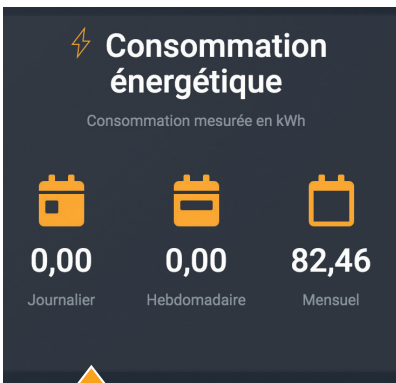 Consommation
énergétique
Consommation mesurée en kWh
0,00 0,00 82,46
Journalier Hebdomadaire Mensuel